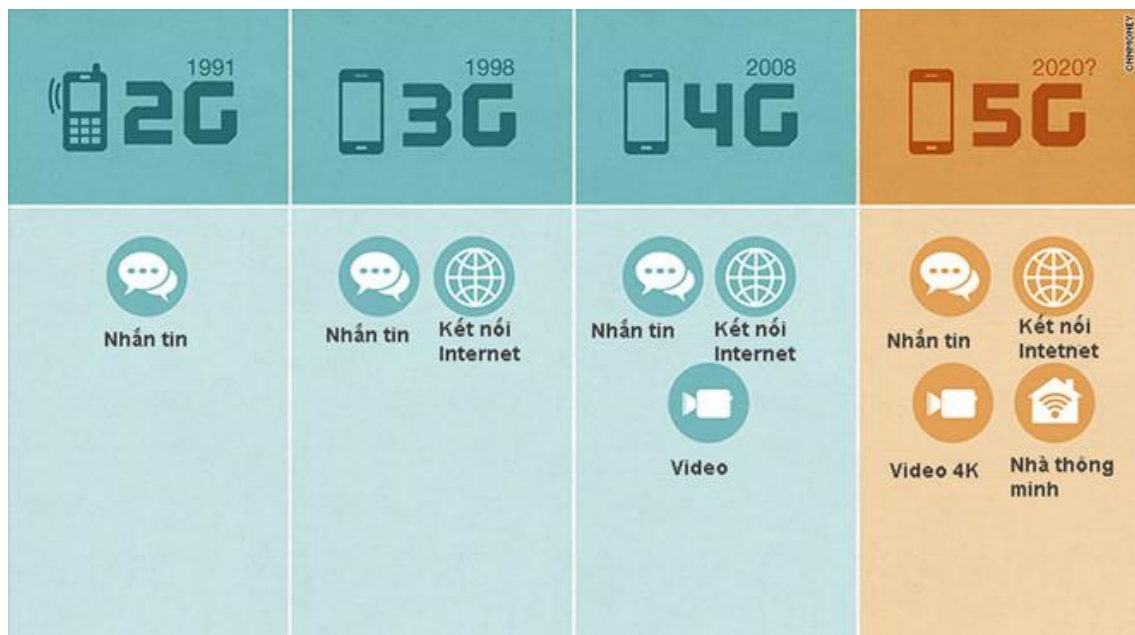 1991
2G
1998
3G
2008
4G
2020?
5G
CNNMONEY
Nhắn tin
Nhắn tin
Kết nối
Internet
Nhắn tin
Kết nối
Internet
Video
Nhắn tin
Kết nối
Intetnet
Video 4K
Nhà thông
minh